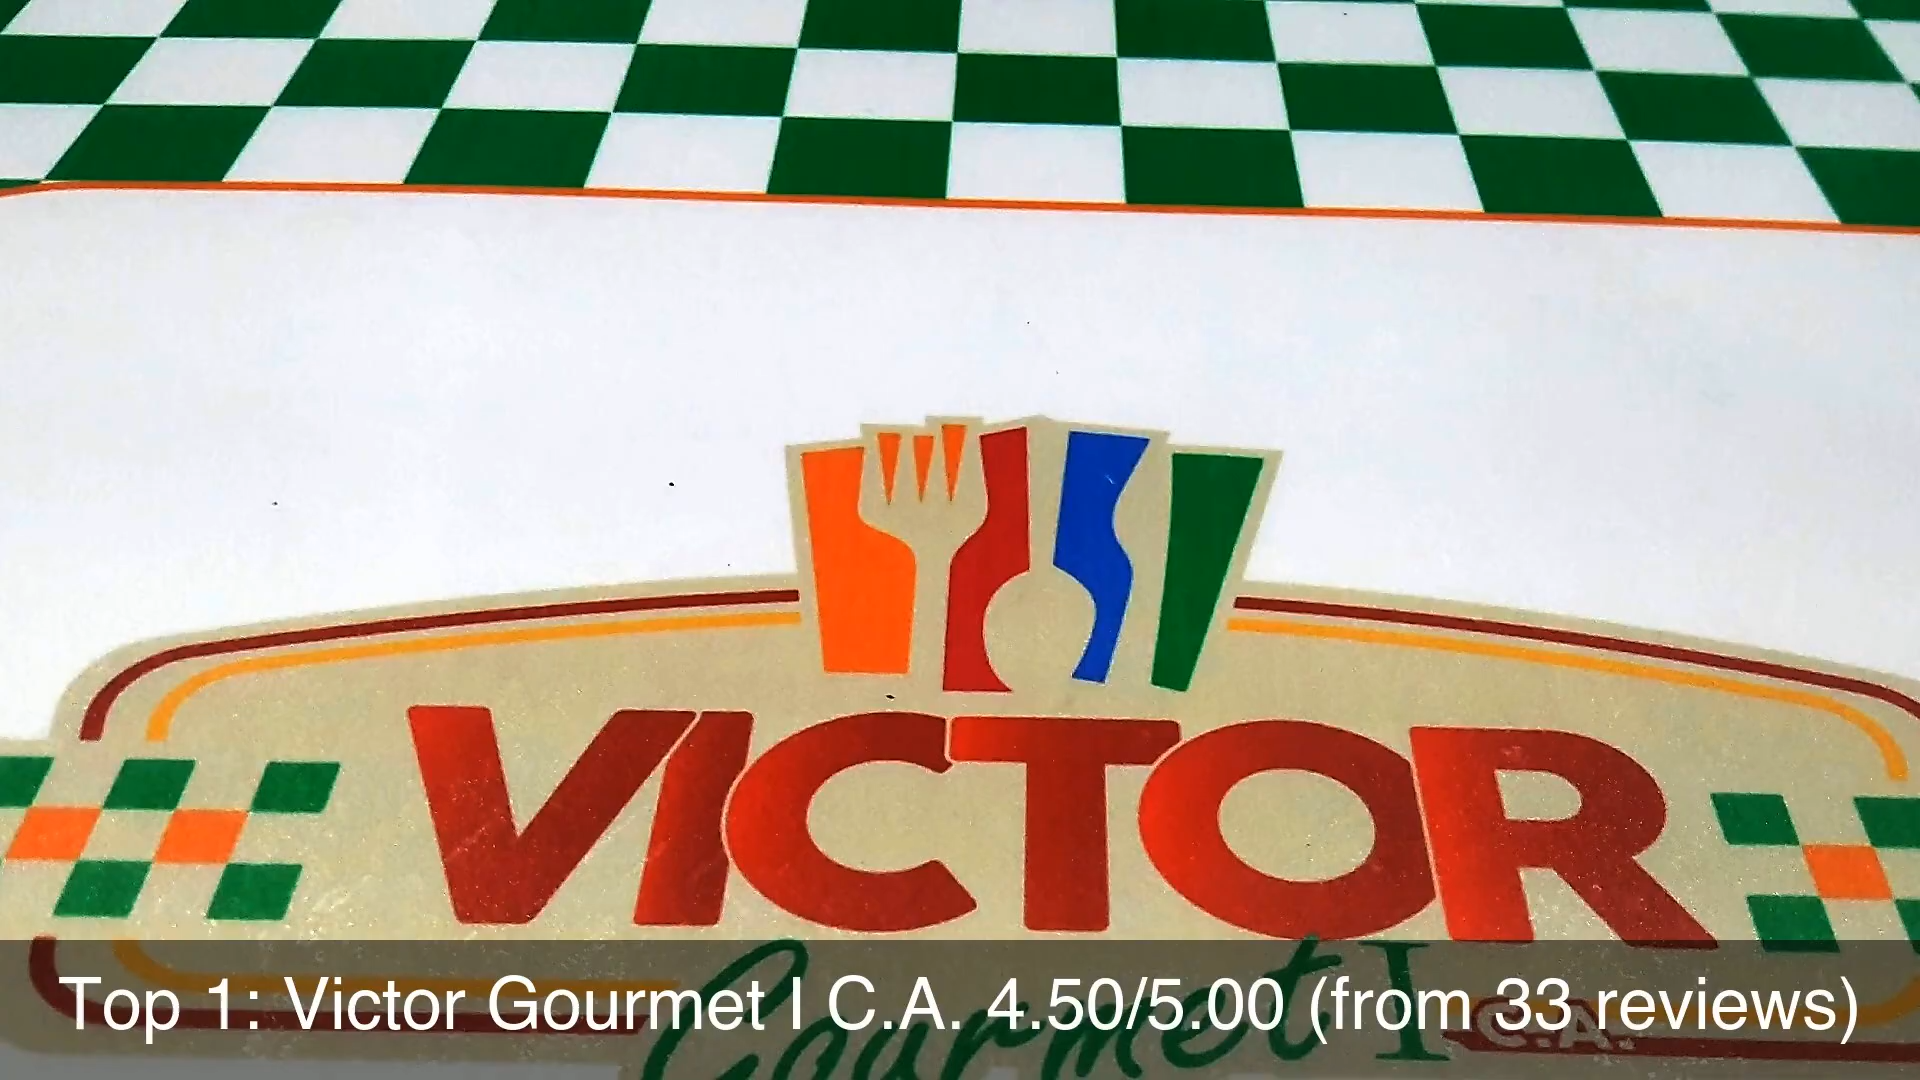 VICTOR
Gourmet I
C.A.
Top 1: Victor Gourmet I C.A. 4.50/5.00 (from 33 reviews)